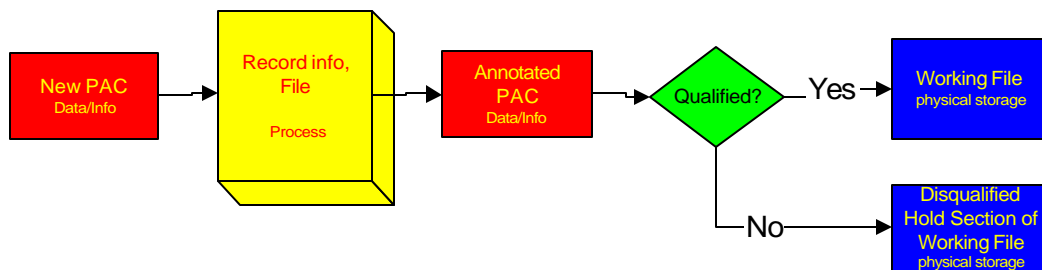 New PAC
Data/Info
Record info,
File
Process
Annotated
PAC
Data/Info
Qualified?
Yes
Working File
physical storage
No
Disqualified
Hold Section of
Working File
physical storage